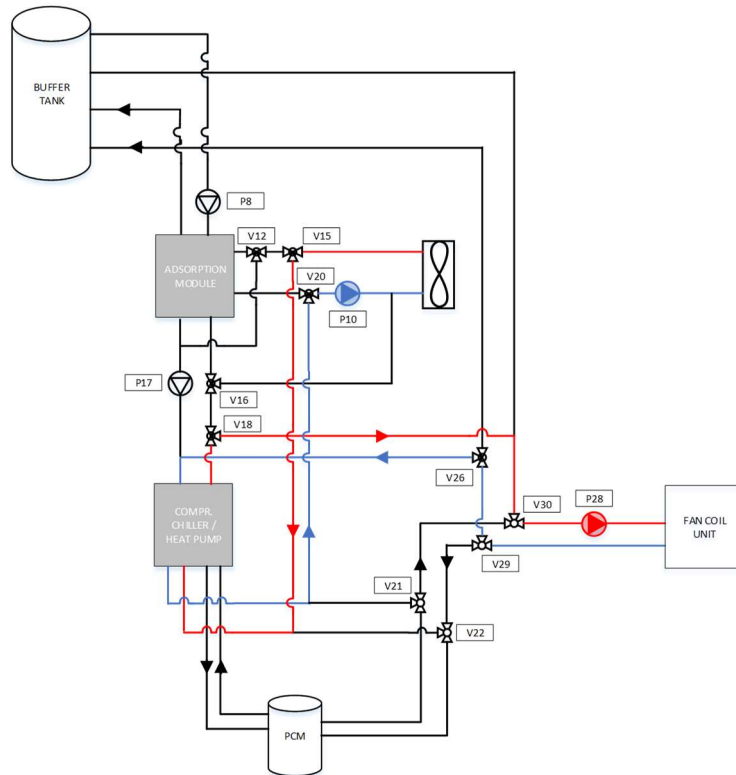 BUFFER
TANK
P8
V12
V15
ADSORPTION
MODULE
V20
P10
P17
V16
V18
V26
COMPR.
CHILLER /
HEAT PUMP
V30
P28
FAN COIL
UNIT
V29
V21
V22
PCM